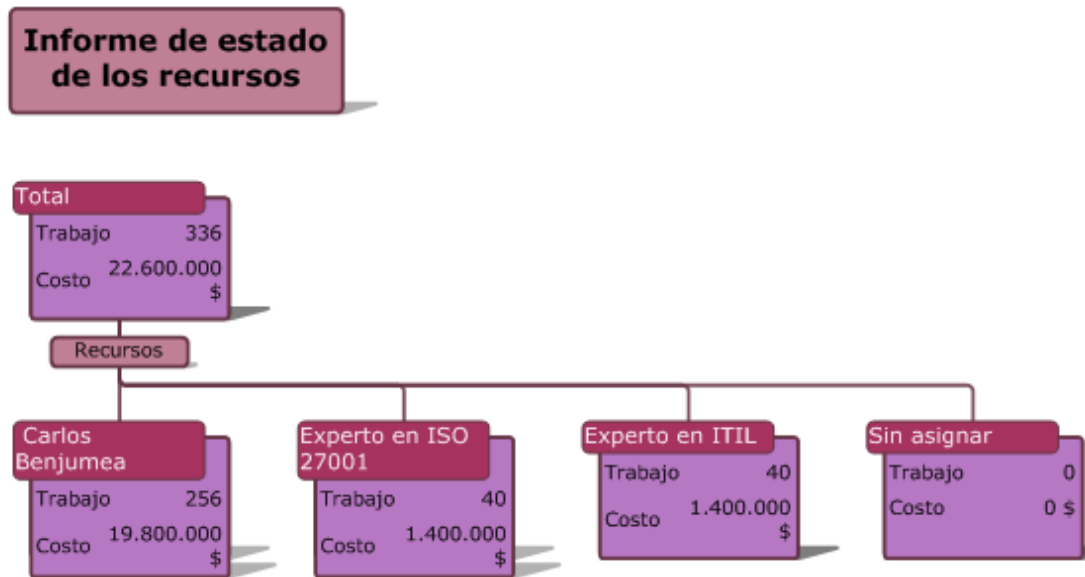 Informe de estado
de los recursos
Total
Trabajo 336
Costo 22.600.000
$
Recursos
Carlos
Benjumea
Trabajo 256
Costo 19.800.000
$
Experto en ISO
27001
Trabajo 40
Costo 1.400.000
$
Experto en ITIL
Trabajo 40
Costo 1.400.000
$
Sin asignar
Trabajo 0
Costo 0 $